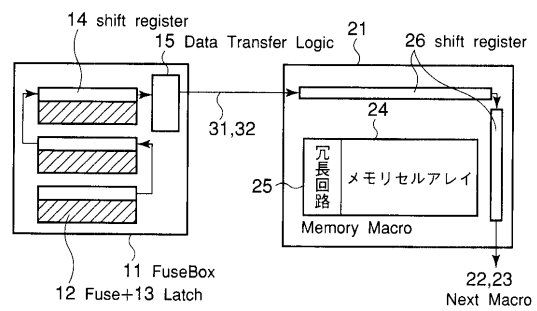 14 shift register
15 Data Transfer Logic
21
26 shift register
31,32
24
25
冗長回路
メモリセルアレイ
Memory Macro
11 FuseBox
12 Fuse+13 Latch
22,23
Next Macro